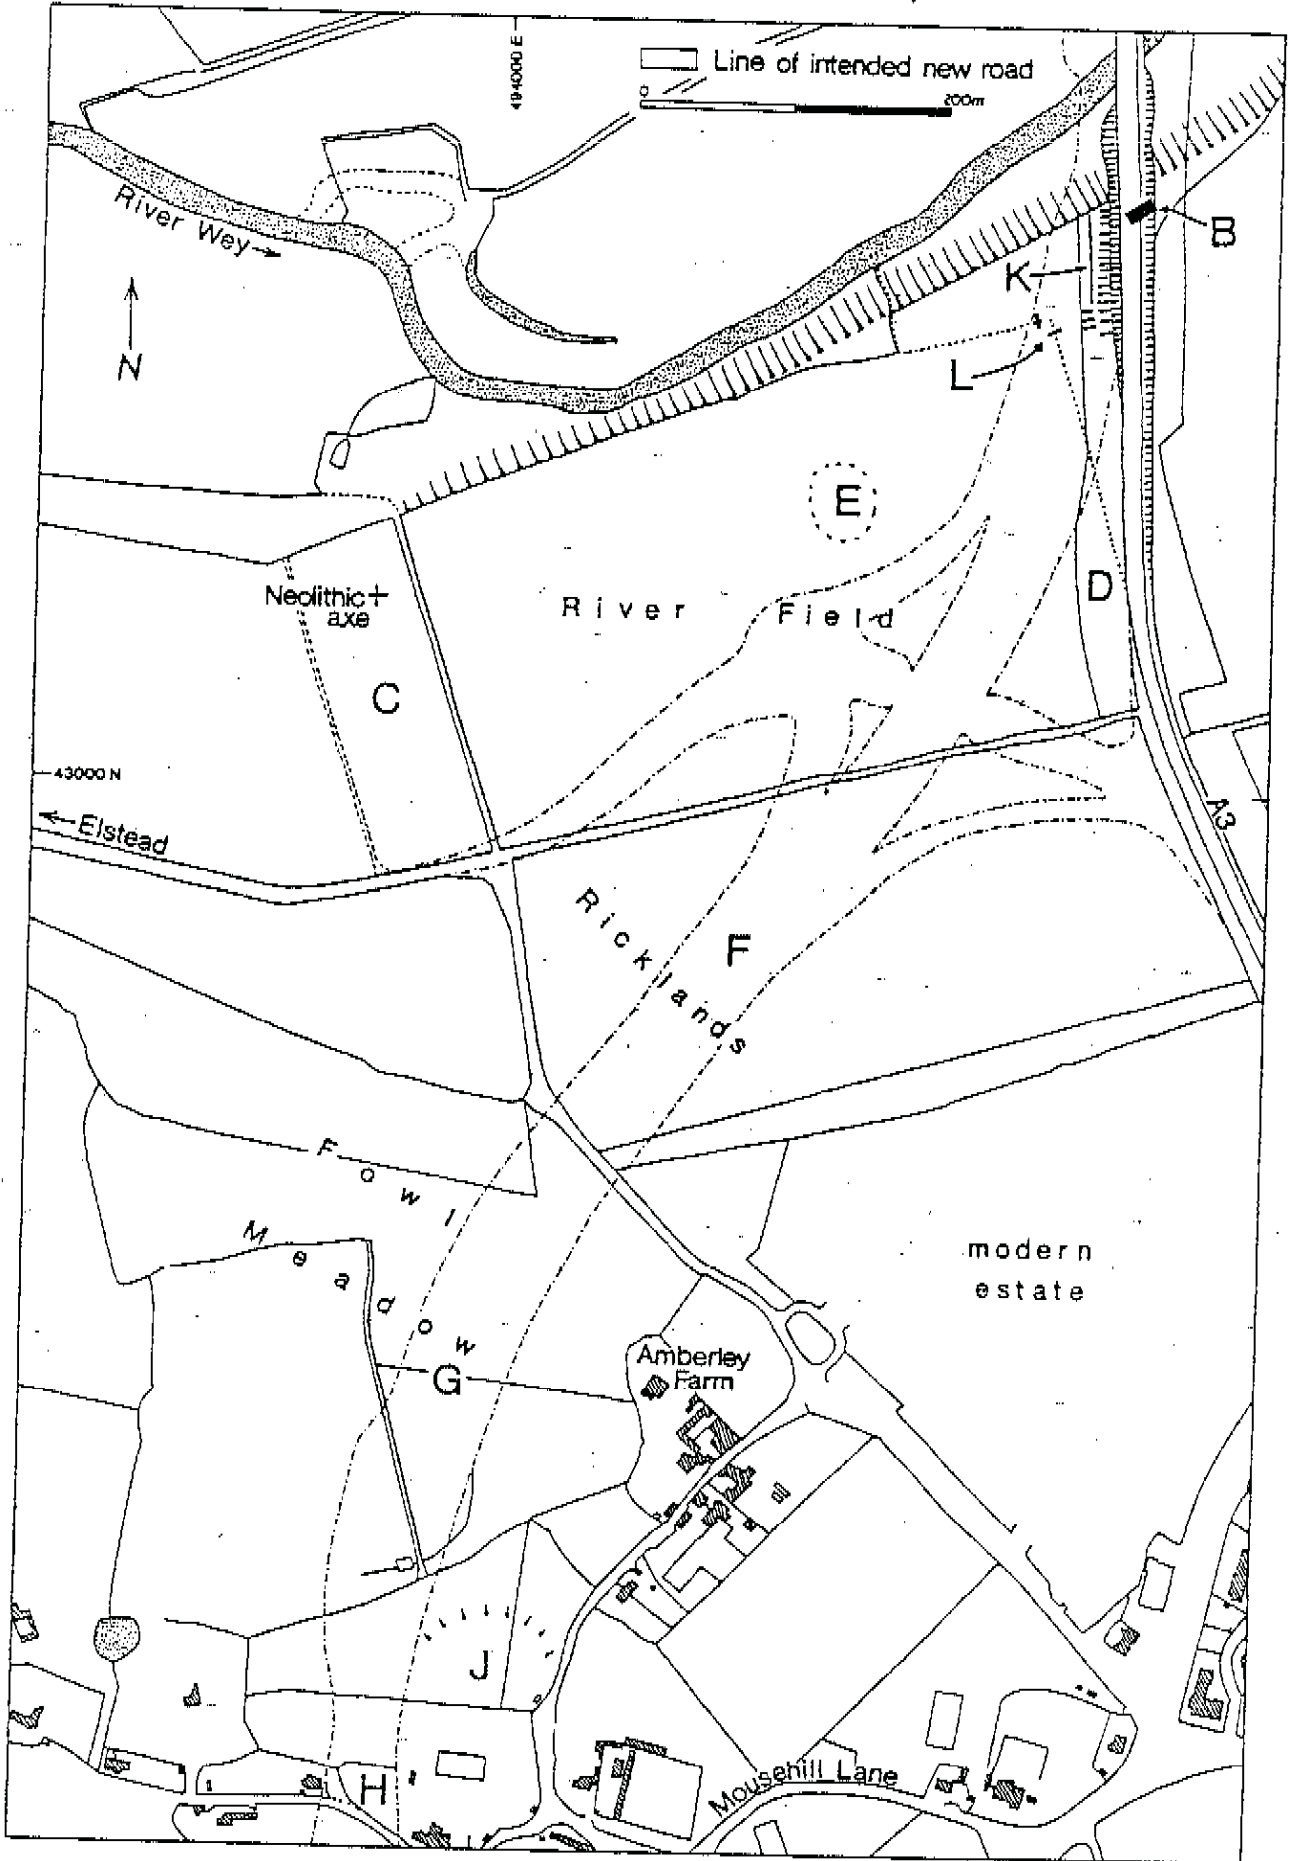 494000 E
Line of intended new road
0
200m
River Wey
B
K
N
L
E
Neolithic
axe
River Field
D
C
43000 N
A3
Elstead
Ricklands
F
Fowl
Meadow
modern
estate
Amberley
Farm
G
J
Mousehill Lane
H